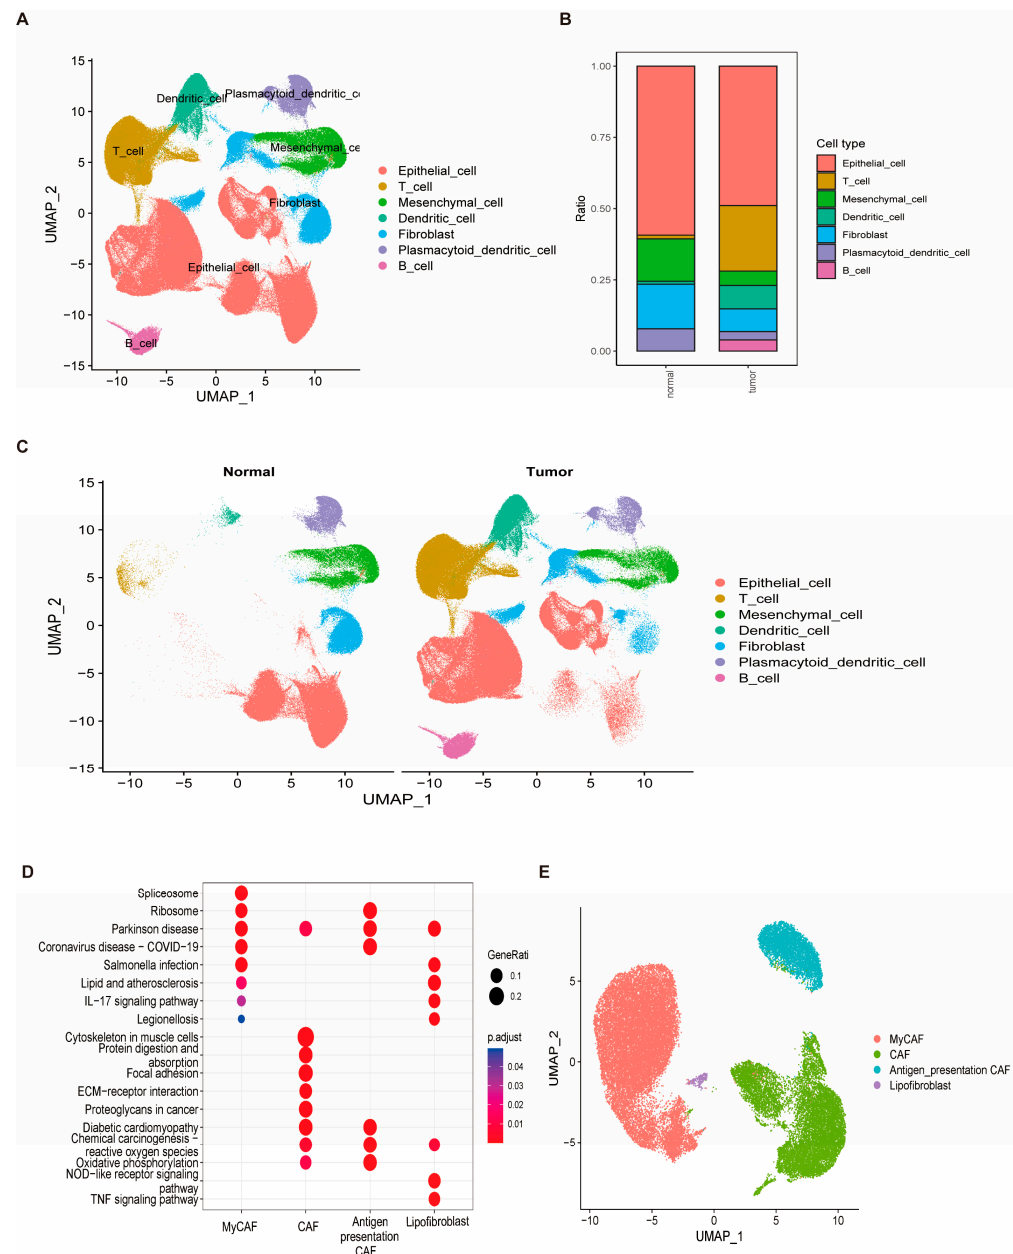 A
15
10
5
0
−5
−10
−15
UMAP_2
−10
−5
0
5
10
UMAP_1
Dendritic_cell
Plasmacytoid_dendritic_ce
T_cell
Mesenchymal_ce
Fibroblast
Epithelial_cell
B_cell
Epithelial_cell
T_cell
Mesenchymal_cell
Dendritic_cell
Fibroblast
Plasmacytoid_dendritic_cell
B_cell
B
1.00
0.75
0.50
0.25
0.00
Ratio
normal
tumor
Cell type
Epithelial_cell
T_cell
Mesenchymal_cell
Dendritic_cell
Fibroblast
Plasmacytoid_dendritic_cell
B_cell
C
Normal
Tumor
15
10
5
0
−5
−10
−15
UMAP_2
−10
−5
0
5
10
−10
−5
0
5
10
UMAP_1
Epithelial_cell
T_cell
Mesenchymal_cell
Dendritic_cell
Fibroblast
Plasmacytoid_dendritic_cell
B_cell
D
Spliceosome
Ribosome
Parkinson disease
Coronavirus disease − COVID−19
Salmonella infection
Lipid and atherosclerosis
IL−17 signaling pathway
Legionellosis
Cytoskeleton in muscle cells
Protein digestion and
absorption
Focal adhesion
ECM−receptor interaction
Proteoglycans in cancer
Diabetic cardiomyopathy
Chemical carcinogenesis −
reactive oxygen species
Oxidative phosphorylation
NOD−like receptor signaling
pathway
TNF signaling pathway
MyCAF
CAF
Antigen
presentation
CAF
Lipofibroblast
GeneRati
0.1
0.2
p.adjust
0.04
0.03
0.02
0.01
E
5
0
−5
UMAP_2
−10
−5
0
5
10
UMAP_1
MyCAF
CAF
Antigen_presentation CAF
Lipofibroblast